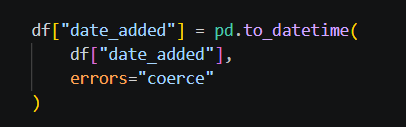 df["date_added"] = pd.to_datetime(
    df["date_added"],
    errors="coerce"
)